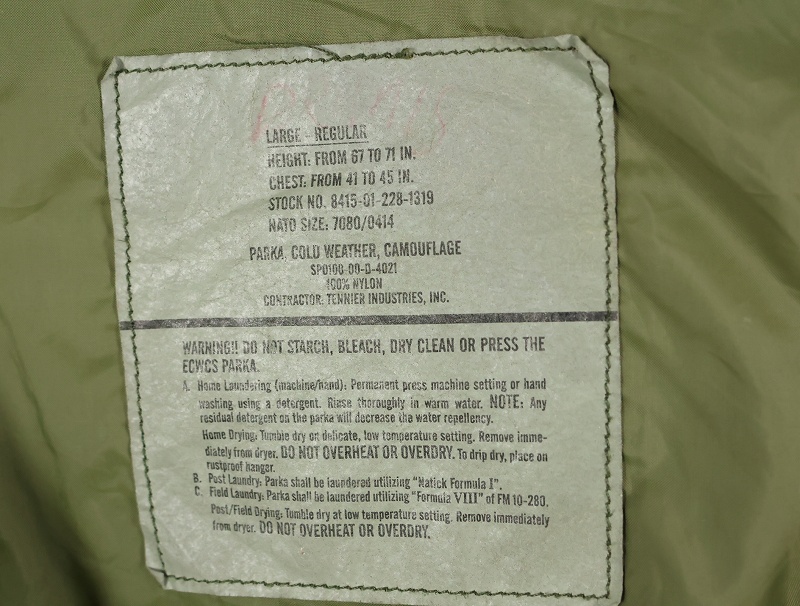 LARGE - REGULAR
HEIGHT: FROM 67 TO 71 IN.
CHEST: FROM 41 TO 45 IN.
STOCK NO. 8415-01-228-1319
NATO SIZE: 7080/0414
PARKA, COLD WEATHER, CAMOUFLAGE
SPO100-00-D-4021
100% NYLON
CONTRACTOR: TENNIER INDUSTRIES, INC.
WARNING!! DO NOT STARCH, BLEACH, DRY CLEAN OR PRESS THE
ECWCS PARKA.
A. Home Laundering (machine/hand): Permanent press machine setting or hand
washing using a detergent. Rinse thoroughly in warm water. NOTE: Any
residual detergent on the parka will decrease the water repellency.
Home Drying: Tumble dry on delicate, low temperature setting. Remove imme-
diately from dryer. DO NOT OVERHEAT OR OVERDRY. To drip dry, place on
rustproof hanger.
B. Post Laundry: Parka shall be laundered utilizing "Natick Formula I".
C. Field Laundry: Parka shall be laundered utilizing "Formula VIII" of FM 10-280.
Post/Field Drying: Tumble dry at low temperature setting. Remove immediately
from dryer. DO NOT OVERHEAT OR OVERDRY.